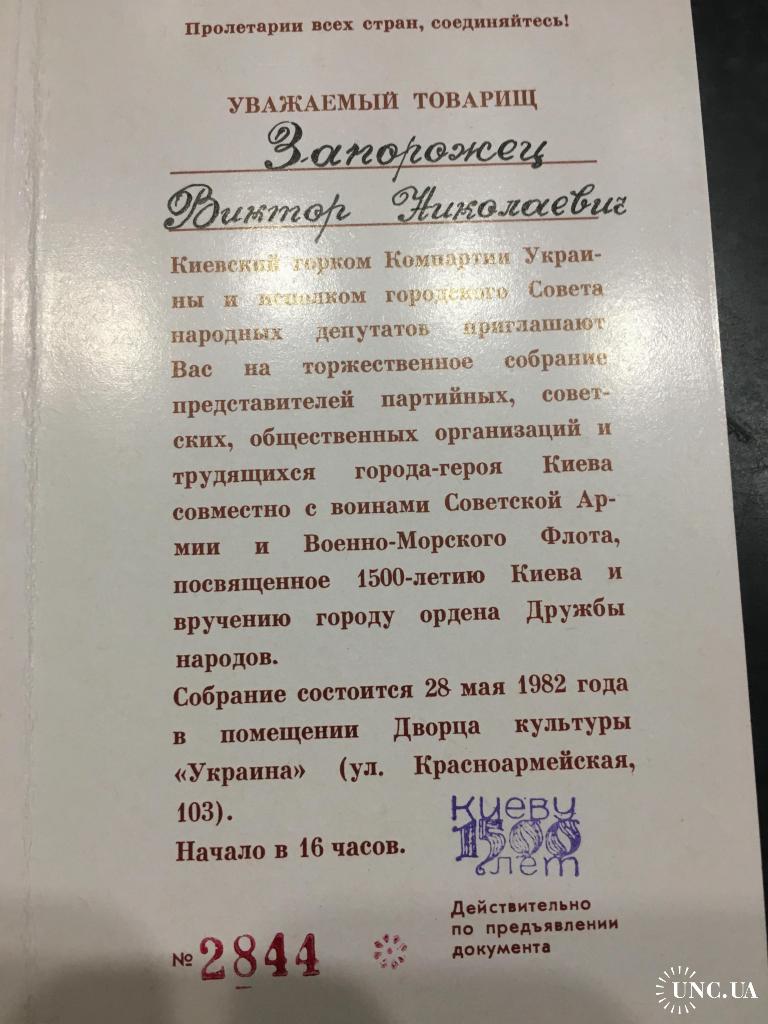 Пролетарии всех стран, соединяйтесь!
УВАЖАЕМЫЙ ТОВАРИЩ
Запорожец
Виктор Николаевич
Киевский горком Компартии Украи-
ны и исполком городского Совета
народных депутатов приглашают
Вас на торжественное собрание
представителей партийных, совет-
ских, общественных организаций и
трудящихся города-героя Киева
совместно с воинами Советской Ар-
мии и Военно-Морского Флота,
посвященное 1500-летию Киева и
вручению городу ордена Дружбы
народов.
Собрание состоится 28 мая 1982 года
в помещении Дворца культуры
«Украина» (ул. Красноармейская,
103).
Начало в 16 часов.
Киеву
1500
лет
Действительно
по предъявлении
документа
№ 2844
UNC.UA